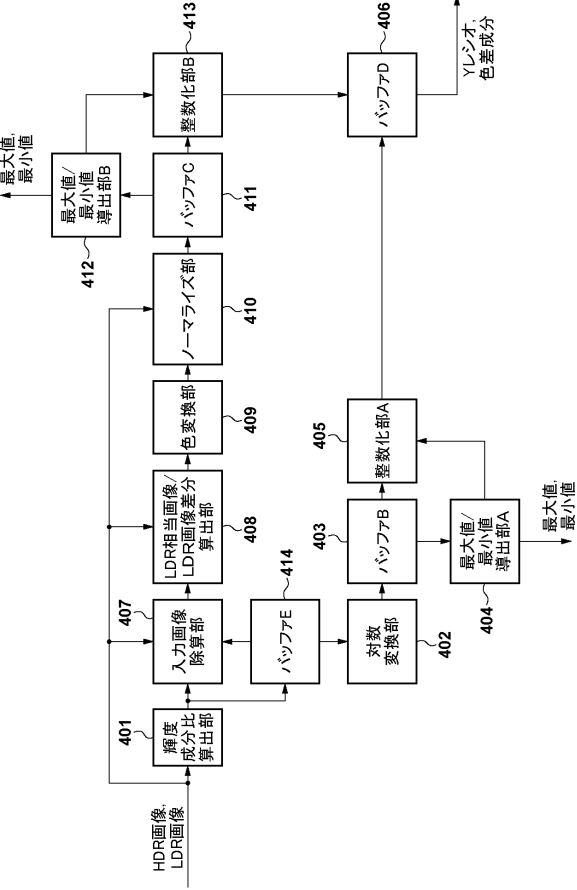 HDR画像,
LDR画像
401
輝度
成分比
算出部
407
入力画像
除算部
408
LDR相当画像/
LDR画像差分
算出部
409
色変換部
410
ノーマライズ部
411
バッファC
412
最大値/
最小値
導出部B
最大値,
最小値
413
整数化部B
414
バッファE
402
対数
変換部
403
バッファB
404
最大値/
最小値
導出部A
最大値,
最小値
405
整数化部A
406
バッファD
Yレシオ,
色差成分